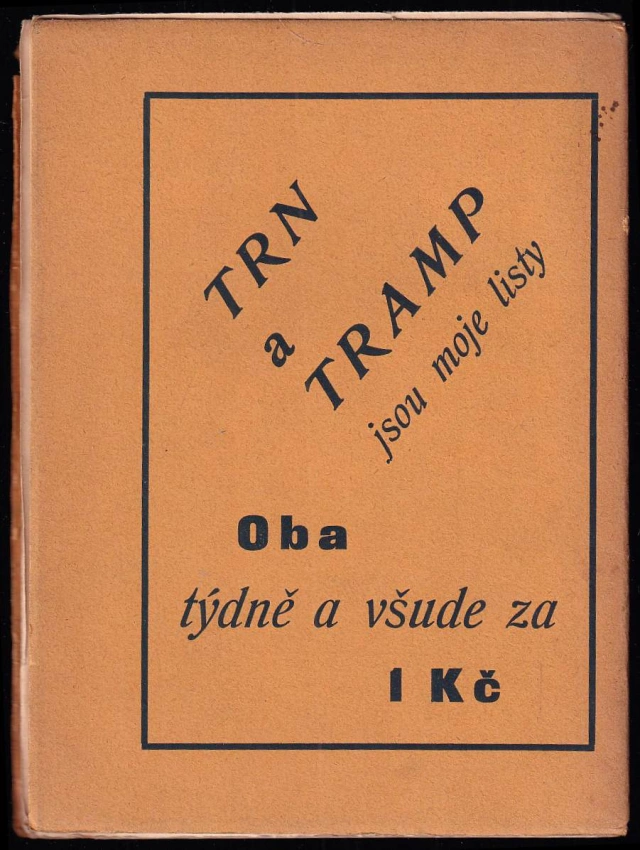 TRN
a
TRAMP
jsou moje listy
Oba
týdně a všude za
1 Kč